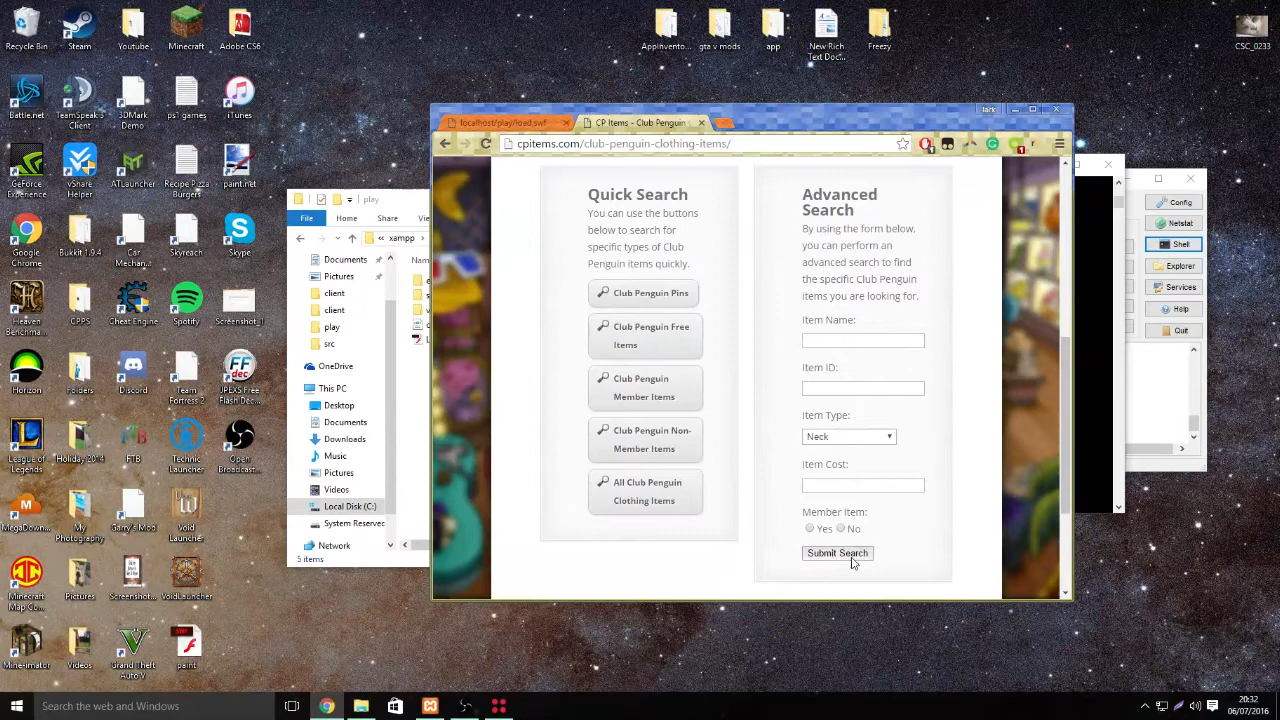 Recycle Bin
Steam
Youtube
Minecraft
Adobe CS6
AppInvento...
gta v mods
app
New Rich
Text Doc...
Freezy
CSC_0233
Battle.net
TeamSpeak 3
Client
3DMark
Demo
ps1 games
iTunes
GeForce
Experience
vShare
Helper
ATLauncher
Recipe Pizza
Burgers
paint.net
Google
Chrome
Bukkit 1.9.4
Car
Mechanic...
Skyreach
Skype
Heaven
Benchmar...
CPPS
Cheat Engine
Spotify
Screenshot_1
Horizon
Folders
Discord
Team
Fortress 2
JPEXS Free
Flash Dec...
League of
Legends
Holiday 2014
FTB
Technic
Launcher
Open
Broadcast...
MegaDown...
My
Photography
Garry's Mod
Void
Launcher
Minecraft
Map Co...
Pictures
Screenshot...
VoidLauncher
Mine-imator
Videos
Grand Theft
Auto V
SWF
paint
play
File
Home
Share
xampp
Documents
Pictures
client
client
play
src
OneDrive
This PC
Desktop
Documents
Downloads
Music
Pictures
Videos
Local Disk (C:)
System Reserved
Network
5 items
Jack
localhost/play/load.swf
CP Items - Club Penguin
cpitems.com/club-penguin-clothing-items/
Quick Search
You can use the buttons
below to search for
specific types of Club
Penguin items quickly.
Club Penguin Pins
Club Penguin Free
Items
Club Penguin
Member Items
Club Penguin Non-
Member Items
All Club Penguin
Clothing Items
Advanced
Search
By using the form below,
you can perform an
advanced search to find
the specific Club Penguin
items you are looking for.
Item Name:
Item ID:
Item Type:
Neck
Item Cost:
Member Item:
Yes
No
Submit Search
Config
Netstat
Shell
Explorer
Services
Help
Quit
Search the web and Windows
20:32
06/07/2016